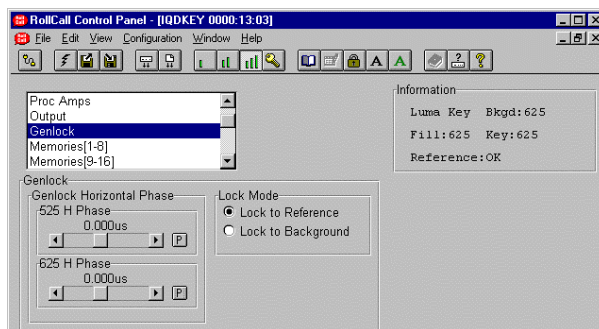 RollCall Control Panel - [IQDKEY 0000:13:03]
File Edit View Configuration Window Help
A A ?
Proc Amps
Output
Genlock
Memories[1-8]
Memories[9-16]
Information
Luma Key Bkgd:625
Fill:625 Key:625
Reference:OK
Genlock
Genlock Horizontal Phase
525 H Phase
0.000us
P
625 H Phase
0.000us
P
Lock Mode
Lock to Reference
Lock to Background